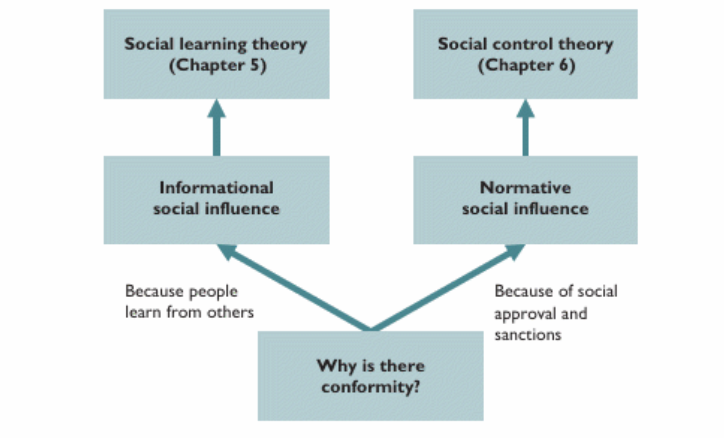 Social learning theory
(Chapter 5)
Social control theory
(Chapter 6)
Informational
social influence
Normative
social influence
Because people
learn from others
Because of social
approval and
sanctions
Why is there
conformity?